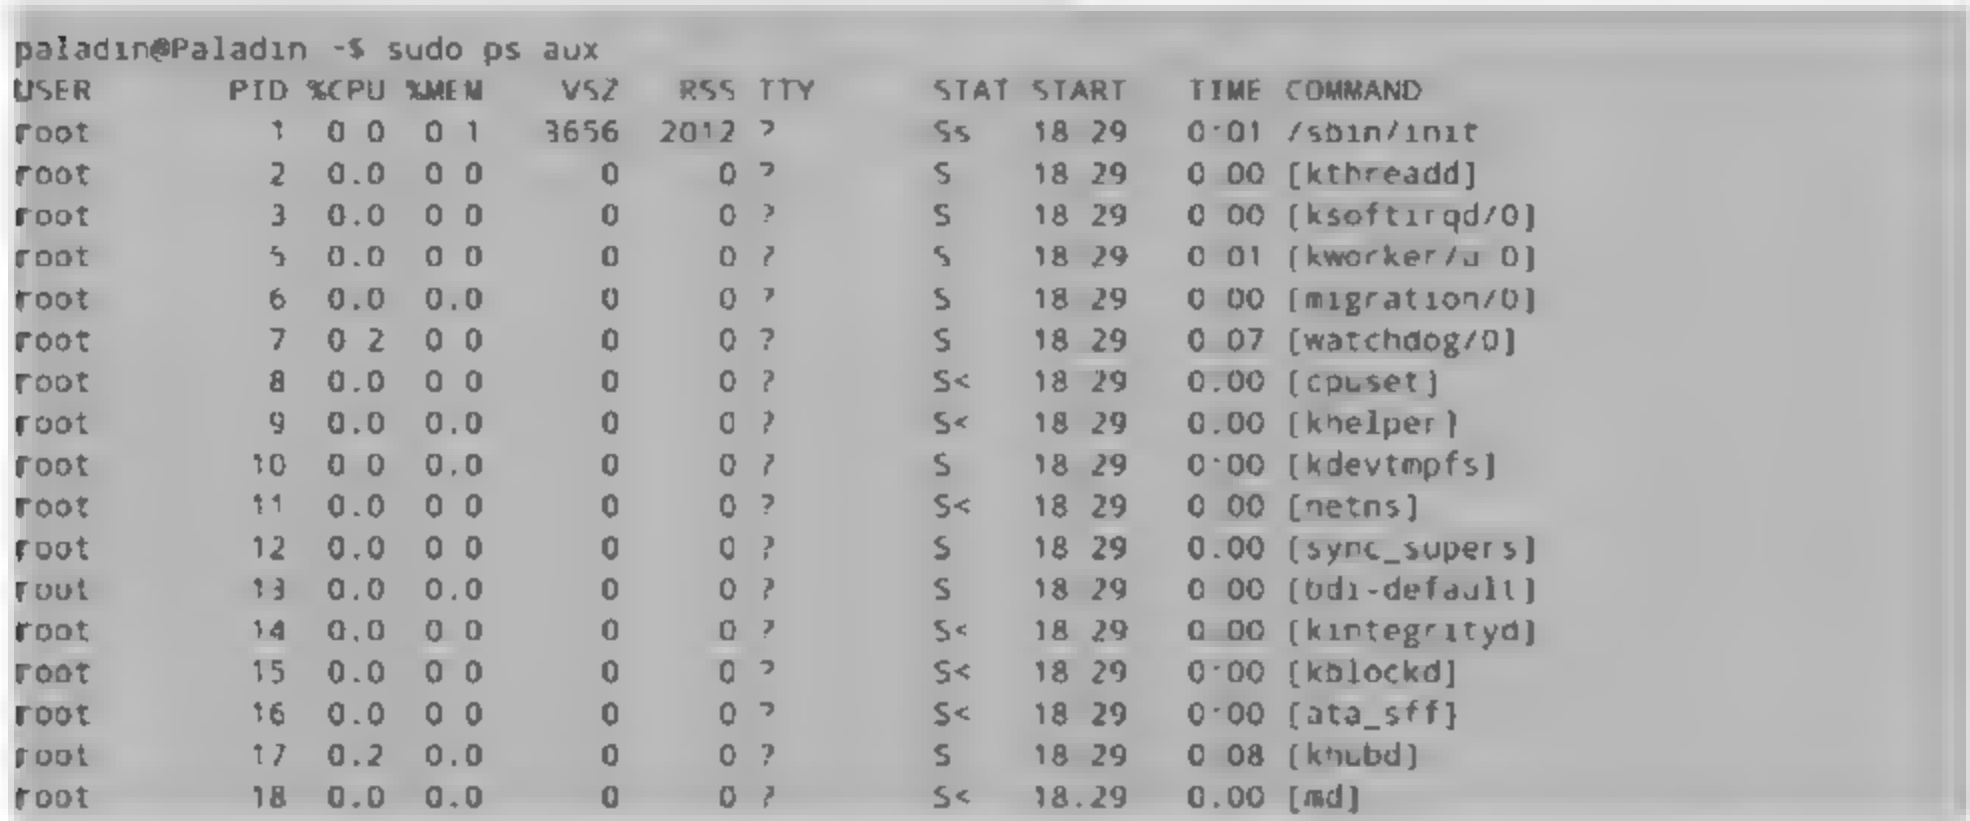 paladin@Paladin ~$ sudo ps aux
USER PID %CPU %MEM VSZ RSS TTY STAT START TIME COMMAND
root 1 0.0 0.1 3656 2012 ? Ss 18:29 0:01 /sbin/init
root 2 0.0 0.0 0 0 ? S 18:29 0:00 [kthreadd]
root 3 0.0 0.0 0 0 ? S 18:29 0:00 [ksoftirqd/0]
root 5 0.0 0.0 0 0 ? S 18:29 0:01 [kworker/u:0]
root 6 0.0 0.0 0 0 ? S 18:29 0:00 [migration/0]
root 7 0.2 0.0 0 0 ? S 18:29 0:07 [watchdog/0]
root 8 0.0 0.0 0 0 ? S< 18:29 0:00 [cpuset]
root 9 0.0 0.0 0 0 ? S< 18:29 0:00 [khelper]
root 10 0.0 0.0 0 0 ? S 18:29 0:00 [kdevtmpfs]
root 11 0.0 0.0 0 0 ? S< 18:29 0:00 [netns]
root 12 0.0 0.0 0 0 ? S 18:29 0:00 [sync_supers]
root 13 0.0 0.0 0 0 ? S 18:29 0:00 [bdi-default]
root 14 0.0 0.0 0 0 ? S< 18:29 0:00 [kintegrityd]
root 15 0.0 0.0 0 0 ? S< 18:29 0:00 [kblockd]
root 16 0.0 0.0 0 0 ? S< 18:29 0:00 [ata_sff]
root 17 0.2 0.0 0 0 ? S 18:29 0:08 [khubd]
root 18 0.0 0.0 0 0 ? S< 18:29 0:00 [md]